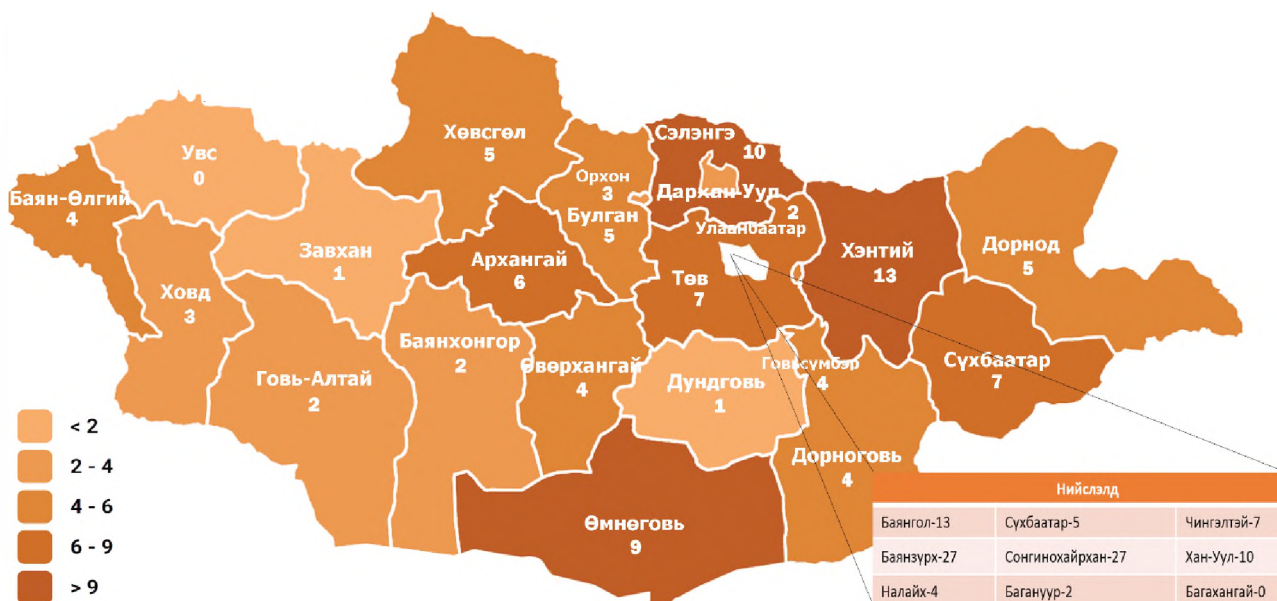 Увс
0
Баян-Өлгий
4
Ховд
3
Завхан
1
Говь-Алтай
2
Хөвсгөл
5
Архангай
6
Баянхонгор
2
Орхон
3
Булган
5
Өвөрхангай
4
Сэлэнгэ
10
Дархан-Уул
2
Улаанбаатар
Төв
7
Дундговь
1
Говьсүмбэр
4
Өмнөговь
9
Дорноговь
4
Хэнтий
13
Дорнод
5
Сүхбаатар
7
< 2
2 - 4
4 - 6
6 - 9
> 9
Нийслэлд
Баянгол-13 Сүхбаатар-5 Чингэлтэй-7
Баянзүрх-27 Сонгинохайрхан-27 Хан-Уул-10
Налайх-4 Багануур-2 Багахангай-0